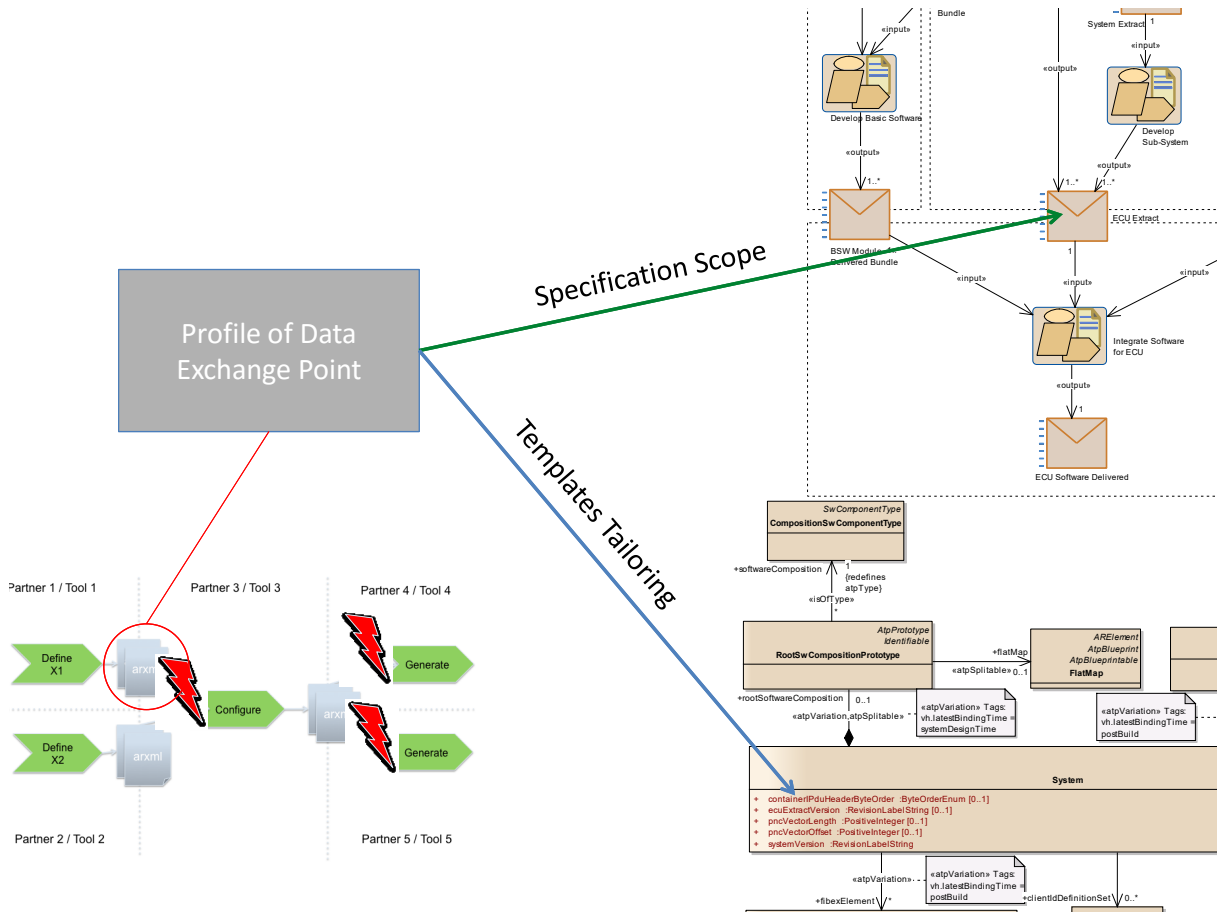 Bundle
System Extract
1
«input»
«input»
«output»
Develop Basic Software
Develop
Sub-System
«output»
«output»
1..*
1..*
1..*
ECU Extract
BSW Module
Delivered Bundle
1
«input»
«input»
«input»
Specification Scope
Profile of Data
Exchange Point
Integrate Software
for ECU
«output»
1
ECU Software Delivered
Templates Tailoring
SwComponentType
CompositionSwComponentType
+softwareComposition
1
{redefines
atpType}
«isOfType»
*
AtpPrototype
Identifiable
RootSwCompositionPrototype
+flatMap
«atpSplitable»
0..1
ARElement
AtpBlueprint
AtpBlueprintable
FlatMap
+rootSoftwareComposition
0..1
«atpVariation,atpSplitable»
«atpVariation» Tags:
vh.latestBindingTime =
systemDesignTime
«atpVariation» Tags:
vh.latestBindingTime =
postBuild
System
+ containerIPduHeaderByteOrder :ByteOrderEnum [0..1]
+ ecuExtractVersion :RevisionLabelString [0..1]
+ pncVectorLength :PositiveInteger [0..1]
+ pncVectorOffset :PositiveInteger [0..1]
+ systemVersion :RevisionLabelString
«atpVariation»
«atpVariation» Tags:
vh.latestBindingTime =
postBuild
+fibexElement
*
+clientIdDefinitionSet
0..*
Partner 1 / Tool 1
Partner 3 / Tool 3
Partner 4 / Tool 4
Define
X1
arxml
Generate
Configure
arxml
Define
X2
arxml
Generate
Partner 2 / Tool 2
Partner 5 / Tool 5